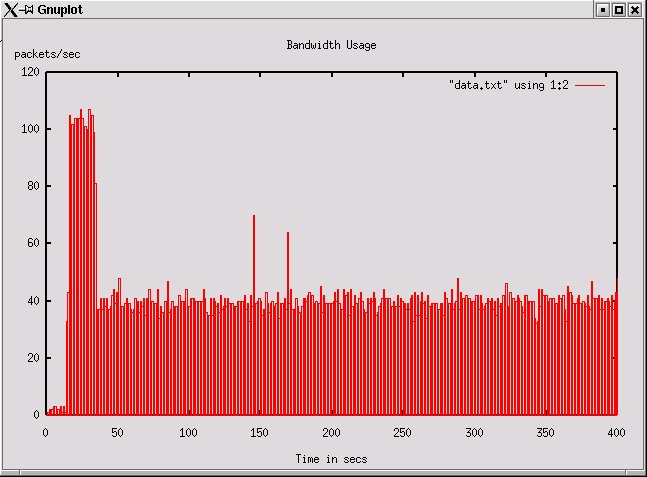 Gnuplot
Bandwidth Usage
packets/sec
"data.txt" using 1:2
120
100
80
60
40
20
0
0 50 100 150 200 250 300 350 400
Time in secs